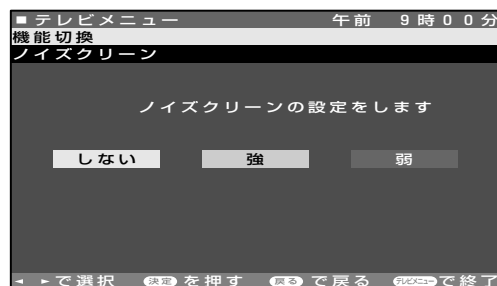 ■テレビメニュー 午前 9時00分
機能切換
ノイズクリーン
ノイズクリーンの設定をします
しない 強 弱
◄ ►で選択 決定を押す 戻るで戻る テレビメニューで終了